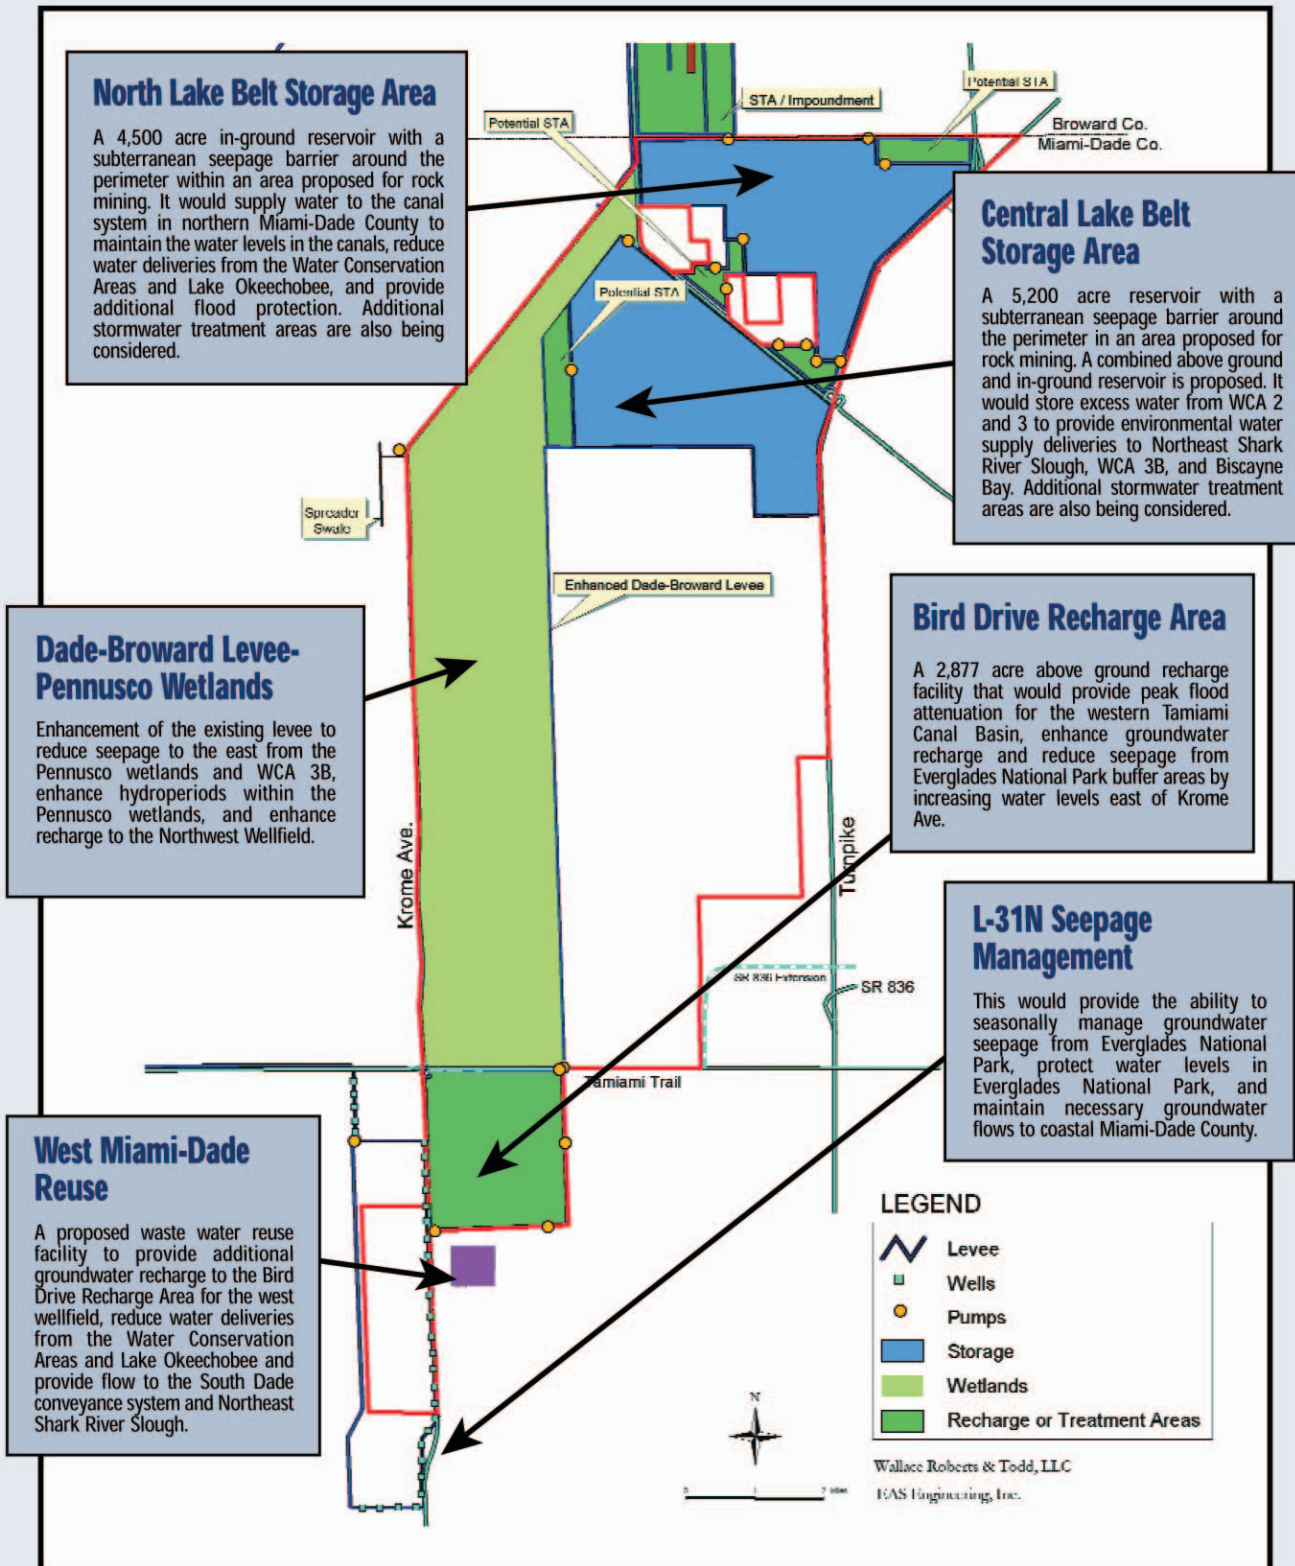 North Lake Belt Storage Area
A 4,500 acre in-ground reservoir with a
subterranean seepage barrier around the
perimeter within an area proposed for rock
mining. It would supply water to the canal
system in northern Miami-Dade County to
maintain the water levels in the canals, reduce
water deliveries from the Water Conservation
Areas and Lake Okeechobee, and provide
additional flood protection. Additional
stormwater treatment areas are also being
considered.
Potential STA
STA / Impoundment
Potential STA
Broward Co.
Miami-Dade Co.
Central Lake Belt
Storage Area
A 5,200 acre reservoir with a
subterranean seepage barrier around
the perimeter in an area proposed for
rock mining. A combined above ground
and in-ground reservoir is proposed. It
would store excess water from WCA 2
and 3 to provide environmental water
supply deliveries to Northeast Shark
River Slough, WCA 3B, and Biscayne
Bay. Additional stormwater treatment
areas are also being considered.
Potential STA
Spreader
Swale
Enhanced Dade-Broward Levee
Dade-Broward Levee-
Pennusco Wetlands
Enhancement of the existing levee to
reduce seepage to the east from the
Pennusco wetlands and WCA 3B,
enhance hydroperiods within the
Pennusco wetlands, and enhance
recharge to the Northwest Wellfield.
Bird Drive Recharge Area
A 2,877 acre above ground recharge
facility that would provide peak flood
attenuation for the western Tamiami
Canal Basin, enhance groundwater
recharge and reduce seepage from
Everglades National Park buffer areas by
increasing water levels east of Krome
Ave.
Krome Ave.
Turnpike
L-31N Seepage
Management
This would provide the ability to
seasonally manage groundwater
seepage from Everglades National
Park, protect water levels in
Everglades National Park, and
maintain necessary groundwater
flows to coastal Miami-Dade County.
SR 836 Extension
SR 836
Tamiami Trail
West Miami-Dade
Reuse
A proposed waste water reuse
facility to provide additional
groundwater recharge to the Bird
Drive Recharge Area for the west
wellfield, reduce water deliveries
from the Water Conservation
Areas and Lake Okeechobee and
provide flow to the South Dade
conveyance system and Northeast
Shark River Slough.
LEGEND
Levee
Wells
Pumps
Storage
Wetlands
Recharge or Treatment Areas
N
0 1 2 Miles
Wallace Roberts & Todd, LLC
EAS Engineering, Inc.